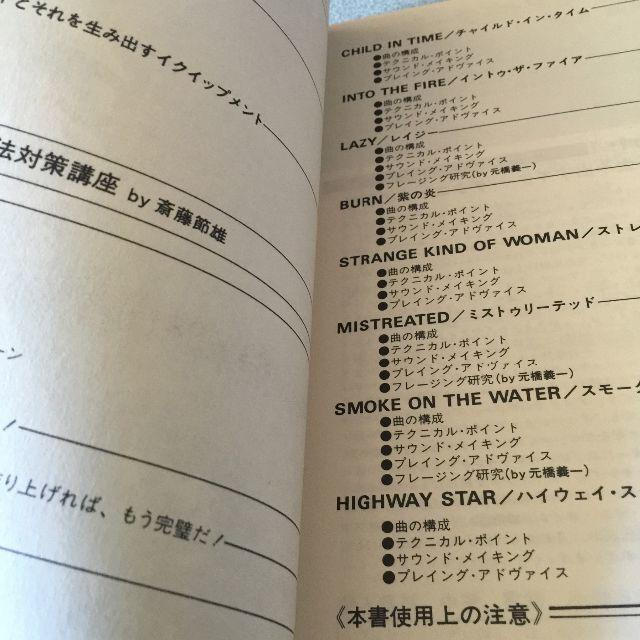 とそれを生み出すイクイップメント
法対策講座 by 斎藤節雄
ーン
！
り上げれば、もう完璧だ！
CHILD IN TIME／チャイルド・イン・タイム
●曲の構成
●テクニカル・ポイント
●サウンド・メイキング
●プレイング・アドヴァイス
INTO THE FIRE／イントゥ・ザ・ファイア
●曲の構成
●テクニカル・ポイント
●サウンド・メイキング
●プレイング・アドヴァイス
LAZY／レイジー
●曲の構成
●テクニカル・ポイント
●サウンド・メイキング
●プレイング・アドヴァイス
●フレージング研究(by 元橋義一)
BURN／紫の炎
●曲の構成
●テクニカル・ポイント
●サウンド・メイキング
●プレイング・アドヴァイス
STRANGE KIND OF WOMAN／ストレ
●曲の構成
●テクニカル・ポイント
●サウンド・メイキング
●プレイング・アドヴァイス
MISTREATED／ミストゥリーテッド
●曲の構成
●テクニカル・ポイント
●サウンド・メイキング
●プレイング・アドヴァイス
●フレージング研究(by 元橋義一)
SMOKE ON THE WATER／スモーク
●曲の構成
●テクニカル・ポイント
●サウンド・メイキング
●プレイング・アドヴァイス
●フレージング研究(by 元橋義一)
HIGHWAY STAR／ハイウェイ・ス
●曲の構成
●テクニカル・ポイント
●サウンド・メイキング
●プレイング・アドヴァイス
《本書使用上の注意》